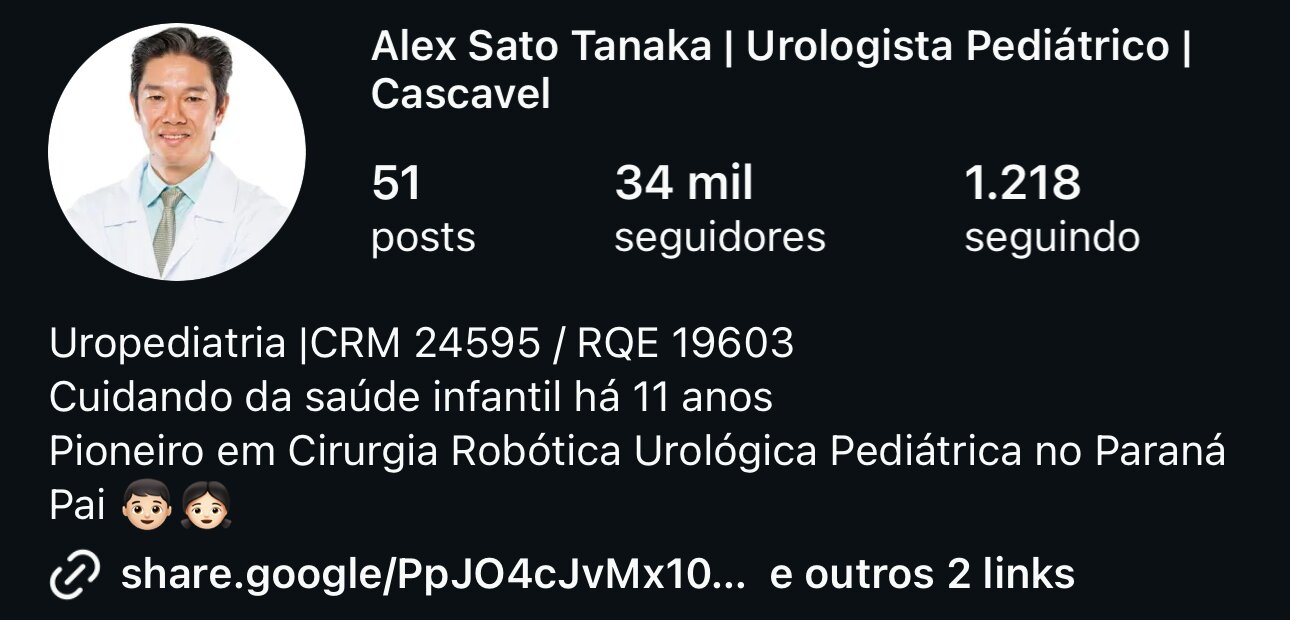 Alex Sato Tanaka | Urologista Pediátrico |
Cascavel
51
posts
34 mil
seguidores
1.218
seguindo
Uropediatria |CRM 24595 / RQE 19603
Cuidando da saúde infantil há 11 anos
Pioneiro em Cirurgia Robótica Urológica Pediátrica no Paraná
Pai 👦🏻👧🏻
share.google/PpJO4cJvMx10... e outros 2 links